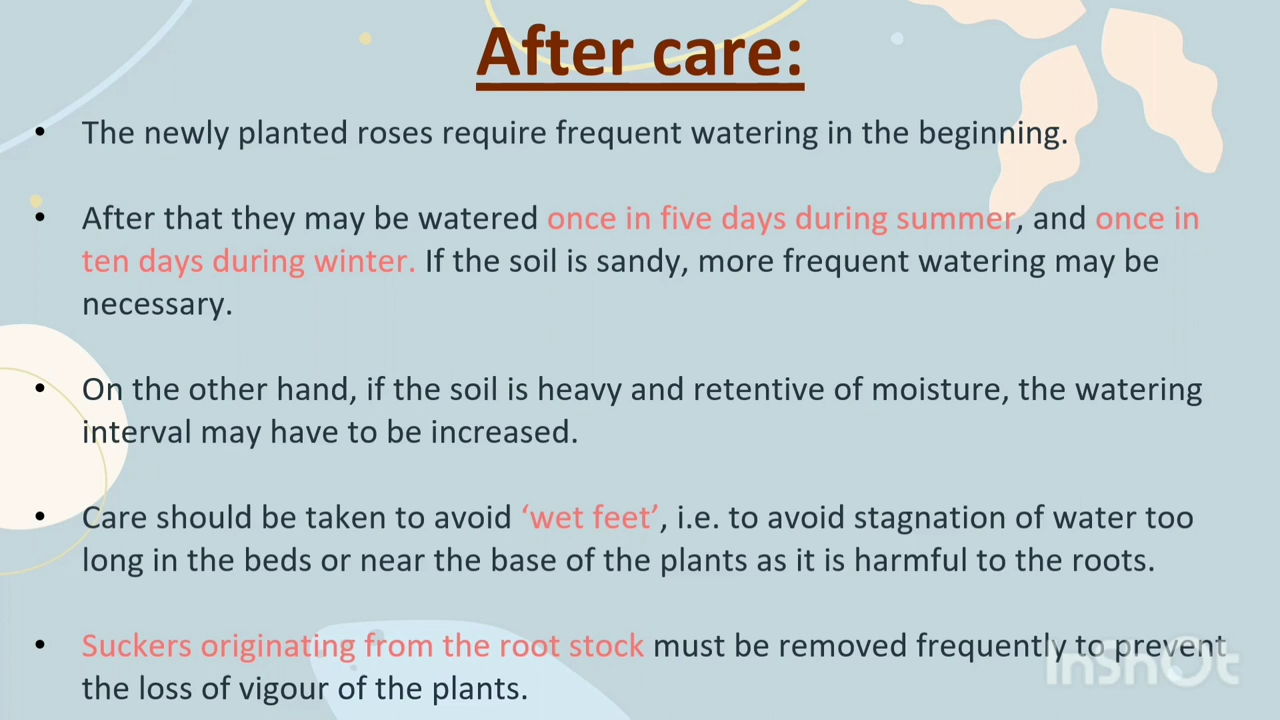 After care:
• The newly planted roses require frequent watering in the beginning.
• After that they may be watered once in five days during summer, and once in
ten days during winter. If the soil is sandy, more frequent watering may be
necessary.
• On the other hand, if the soil is heavy and retentive of moisture, the watering
interval may have to be increased.
• Care should be taken to avoid ‘wet feet’, i.e. to avoid stagnation of water too
long in the beds or near the base of the plants as it is harmful to the roots.
• Suckers originating from the root stock must be removed frequently to prevent
the loss of vigour of the plants.
InShOt